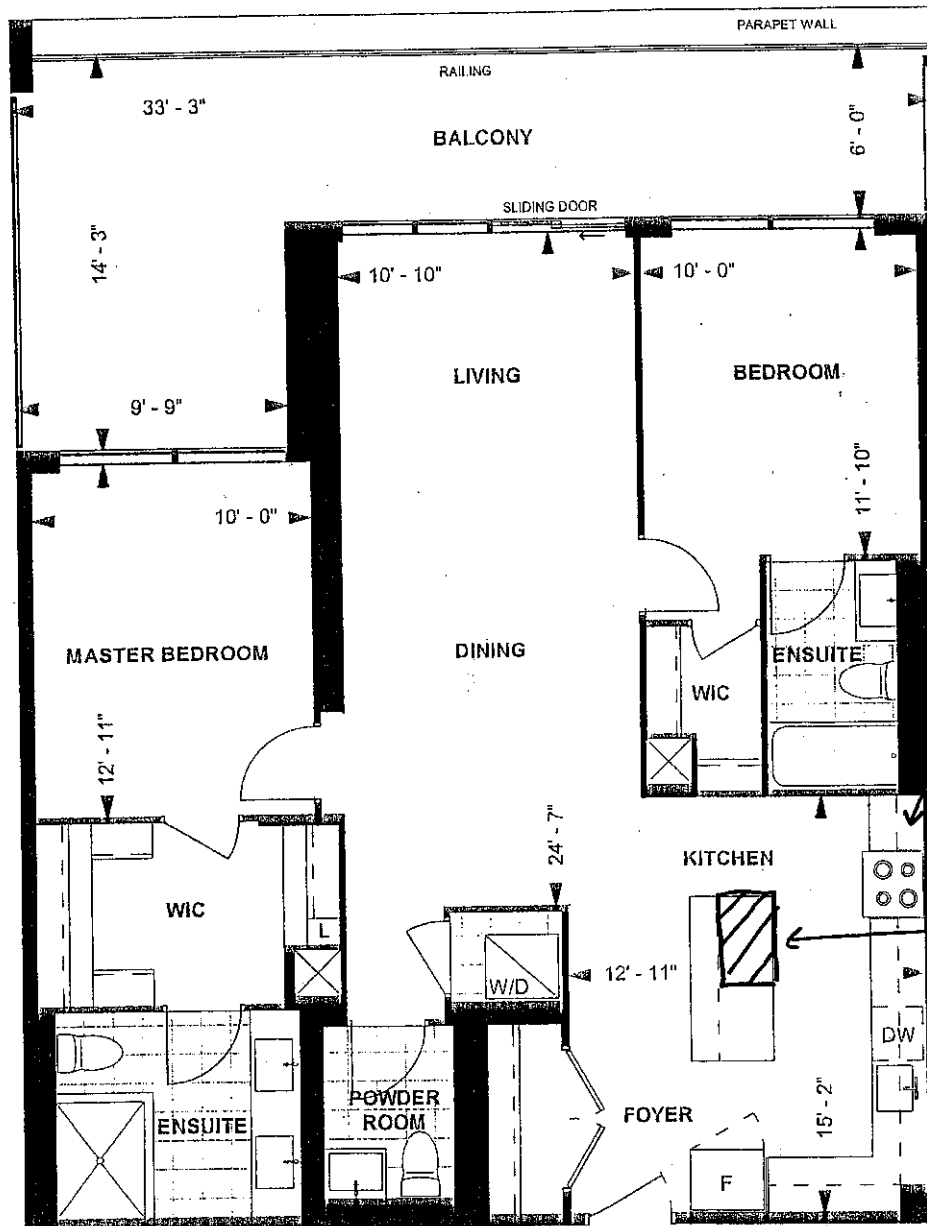 PARAPET WALL
RAILING
33' - 3"
BALCONY
6' - 0"
SLIDING DOOR
14' - 3"
10' - 10"
10' - 0"
LIVING
BEDROOM
9' - 9"
10' - 0"
11' - 10"
MASTER BEDROOM
DINING
ENSUITE
WIC
12' - 11"
24' - 7"
KITCHEN
WIC
L
W/D
12' - 11"
DW
POWDER
ROOM
ENSUITE
FOYER
15' - 2"
F